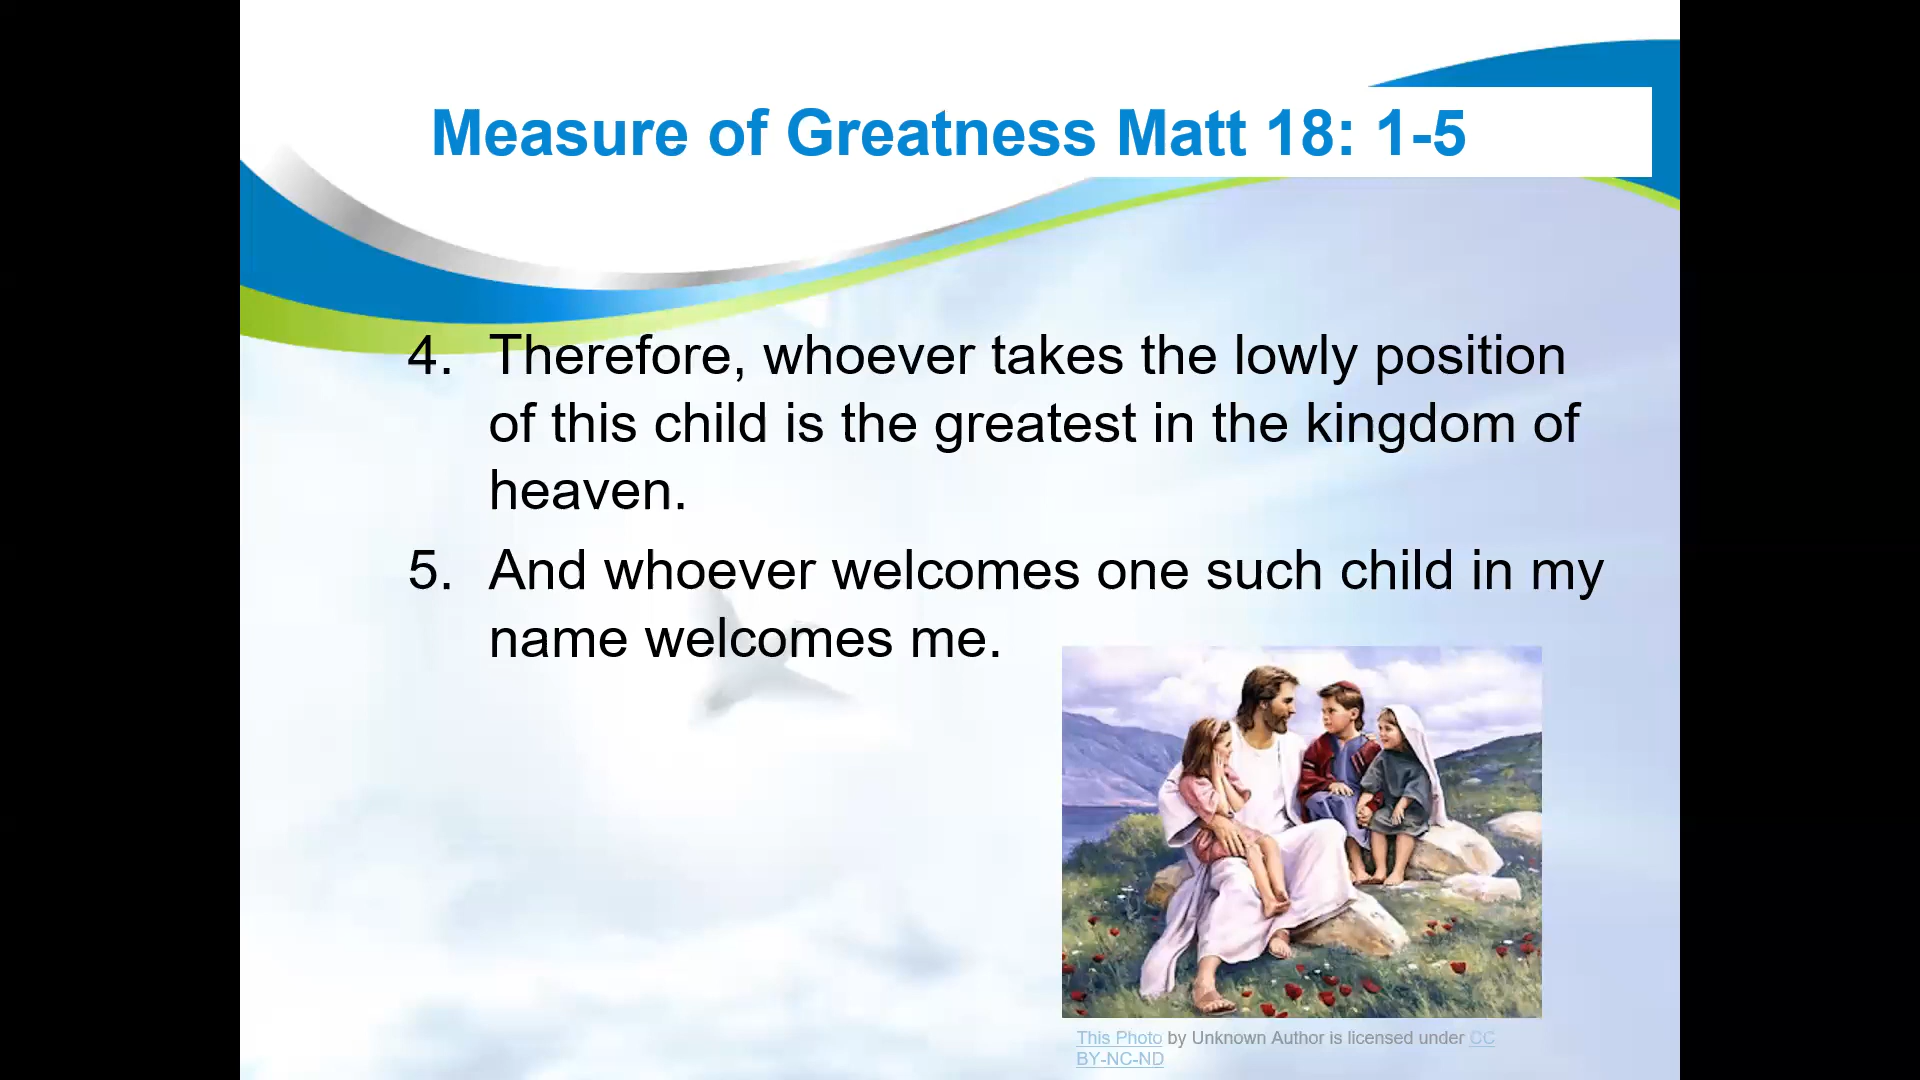 Measure of Greatness Matt 18: 1-5
4. Therefore, whoever takes the lowly position
of this child is the greatest in the kingdom of
heaven.
5. And whoever welcomes one such child in my
name welcomes me.
This Photo by Unknown Author is licensed under CC
BY-NC-ND